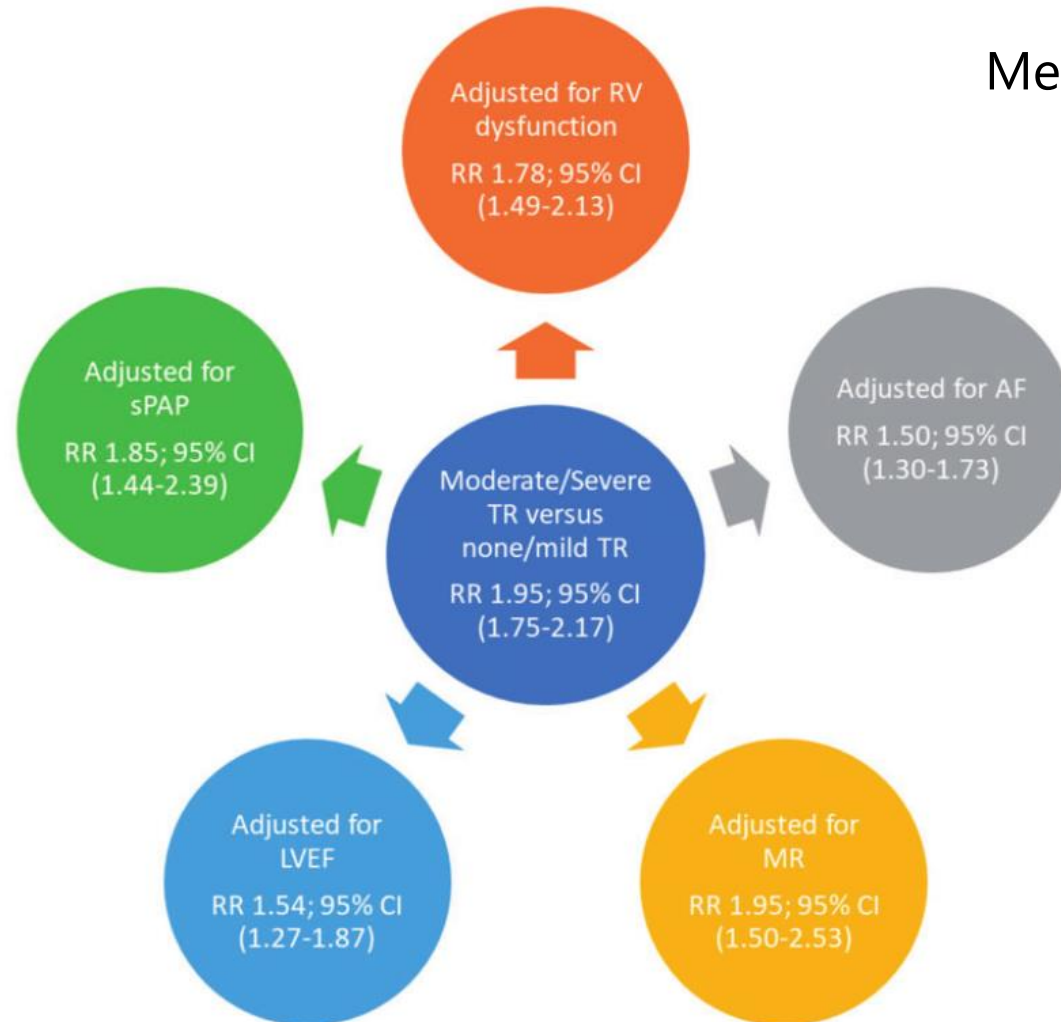 Me
Adjusted for RV
dysfunction
RR 1.78; 95% CI
(1.49-2.13)
Adjusted for
sPAP
RR 1.85; 95% CI
(1.44-2.39)
Adjusted for AF
RR 1.50; 95% CI
(1.30-1.73)
Moderate/Severe
TR versus
none/mild TR
RR 1.95; 95% CI
(1.75-2.17)
Adjusted for
LVEF
RR 1.54; 95% CI
(1.27-1.87)
Adjusted for
MR
RR 1.95; 95% CI
(1.50-2.53)